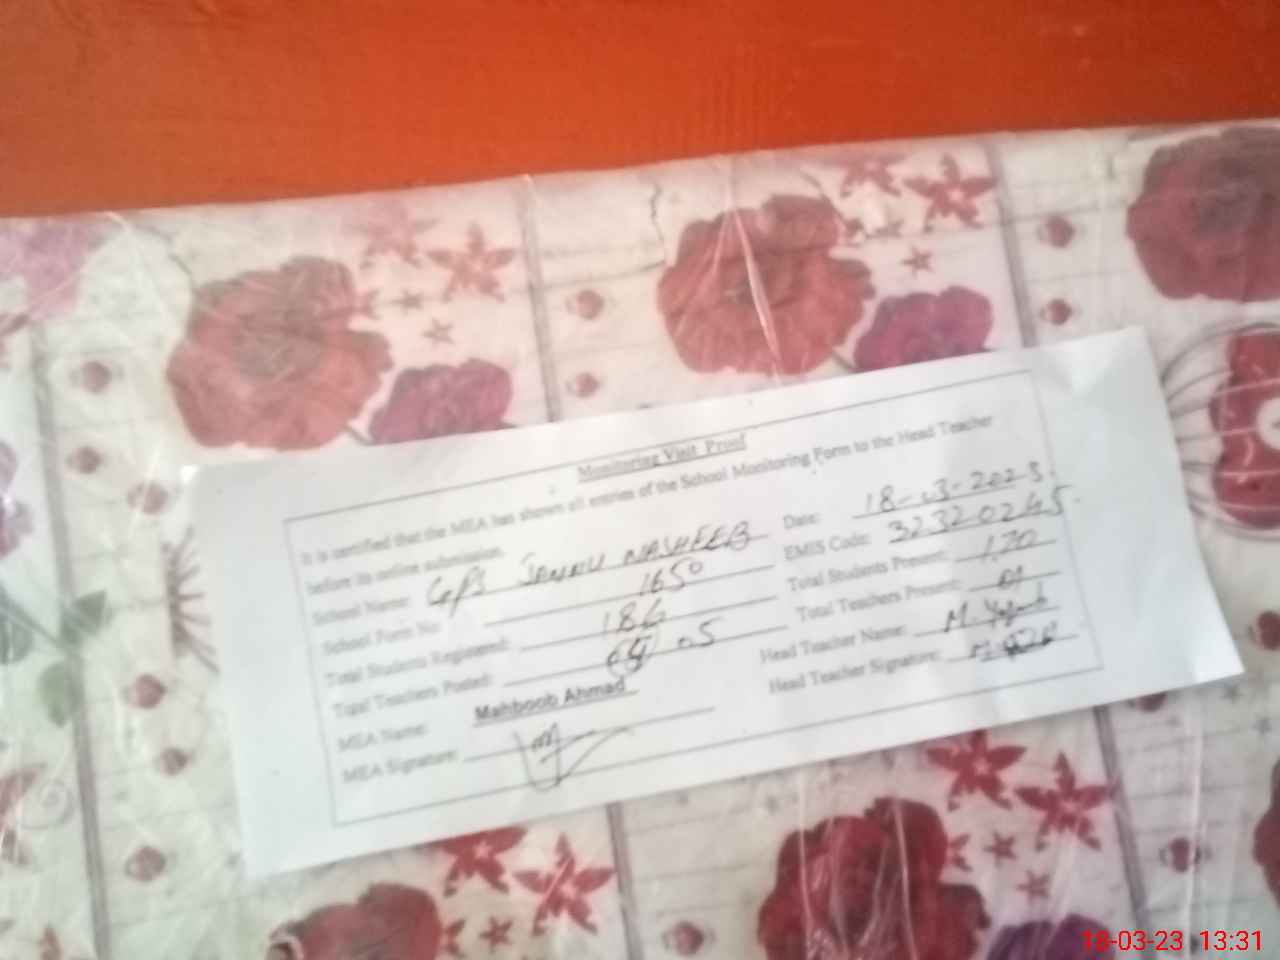 Monitoring Visit Proof
It is certified that the MEA has shown all entries of the School Monitoring Form to the Head Teacher
before its online submission.
School Name: GPS JANNU NASHEEB Date: 18-03-2023.
School Form No: 1650 EMIS Code: 32320245.
Total Students Registered: 186 Total Students Present: 170
Total Teachers Posted: 05 Total Teachers Present:
MEA Name: Mahboob Ahmad Head Teacher Name: M.
MEA Signature: Head Teacher Signature:
18-03-23 13:31